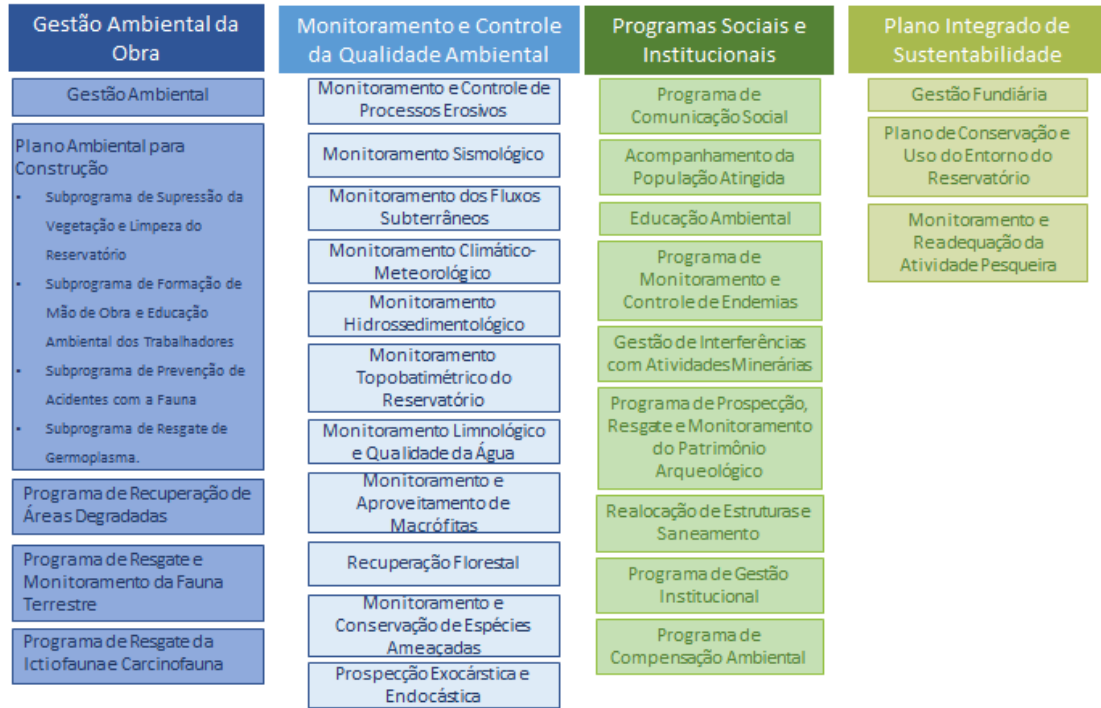 Gestão Ambiental da
Obra
Gestão Ambiental
Plano Ambiental para
Construção
▪ Subprograma de Supressão da
Vegetação e Limpeza do
Reservatório
▪ Subprograma de Formação de
Mão de Obra e Educação
Ambiental dos Trabalhadores
▪ Subprograma de Prevenção de
Acidentes com a Fauna
▪ Subprograma de Resgate de
Germoplasma.
Programa de Recuperação de
Áreas Degradadas
Programa de Resgate e
Monitoramento da Fauna
Terrestre
Programa de Resgate da
Ictiofauna e Carcinofauna
Monitoramento e Controle
da Qualidade Ambiental
Monitoramento e Controle de
Processos Erosivos
Monitoramento Sismológico
Monitoramento dos Fluxos
Subterrâneos
Monitoramento Climático-
Meteorológico
Monitoramento
Hidrossedimentológico
Monitoramento
Topobatimétrico do
Reservatório
Monitoramento Limnológico
e Qualidade da Água
Monitoramento e
Aproveitamento de
Macrófitas
Recuperação Florestal
Monitoramento e
Conservação de Espécies
Ameaçadas
Prospecção Exocárstica e
Endocástica
Programas Sociais e
Institucionais
Programa de
Comunicação Social
Acompanhamento da
População Atingida
Educação Ambiental
Programa de
Monitoramento e
Controle de Endemias
Gestão de Interferências
com Atividades Minerárias
Programa de Prospecção,
Resgate e Monitoramento
do Patrimônio
Arqueológico
Realocação de Estruturas e
Saneamento
Programa de Gestão
Institucional
Programa de
Compensação Ambiental
Plano Integrado de
Sustentabilidade
Gestão Fundiária
Plano de Conservação e
Uso do Entorno do
Reservatório
Monitoramento e
Readequação da
Atividade Pesqueira